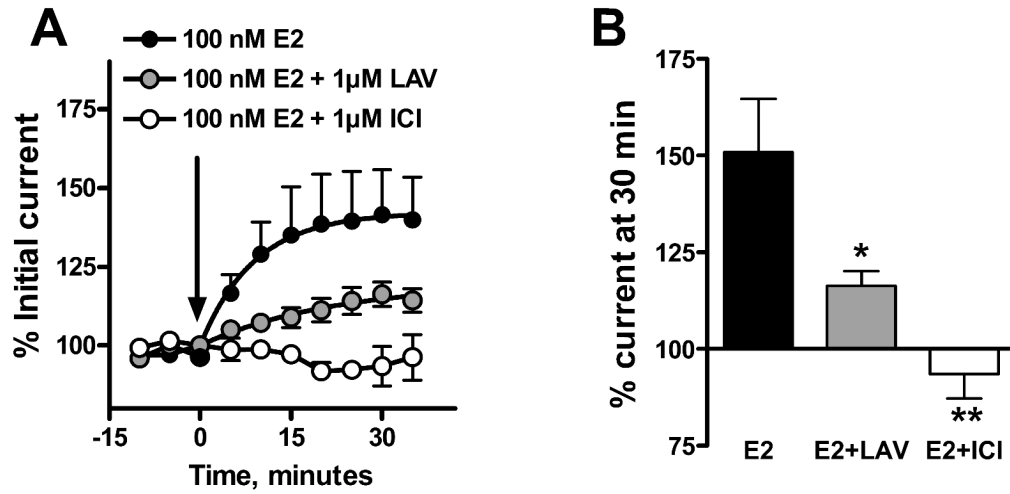 A
100 nM E2
100 nM E2 + 1µM LAV
100 nM E2 + 1µM ICI
% Initial current
175
150
125
100
-15
0
15
30
Time, minutes
B
% current at 30 min
175
150
125
100
75
*
**
E2
E2+LAV
E2+ICI